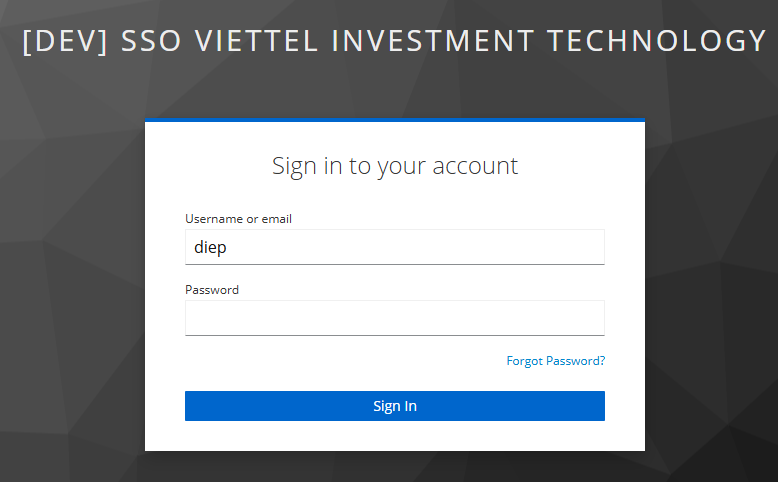 [DEV] SSO VIETTEL INVESTMENT TECHNOLOGY
Sign in to your account
Username or email
diep
Password
Forgot Password?
Sign In